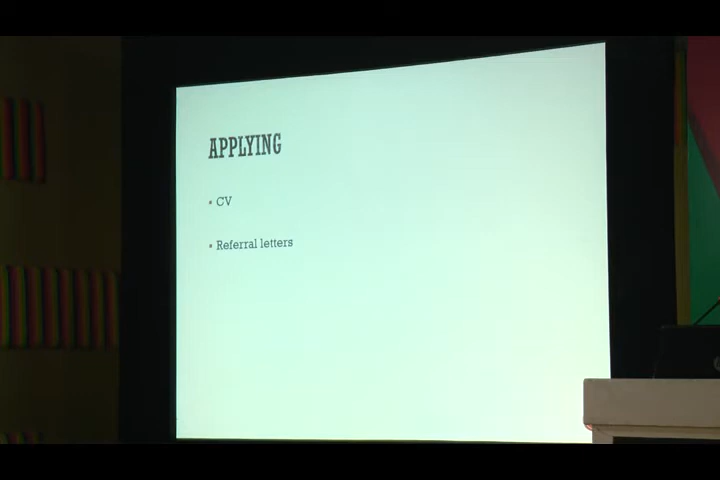 APPLYING
▪ CV
▪ Referral letters